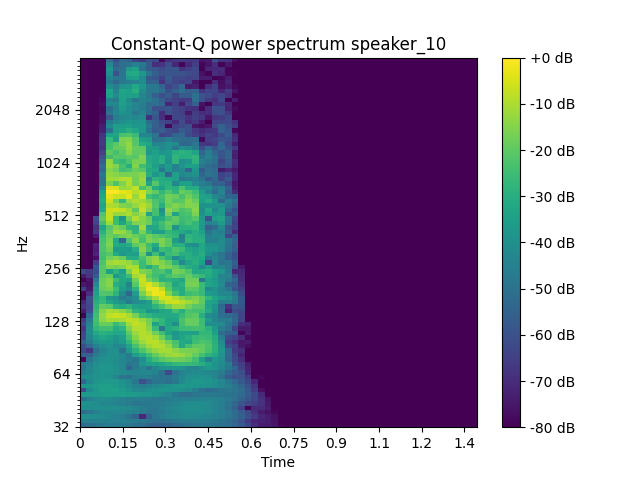 Constant-Q power spectrum speaker_10
Hz
2048
1024
512
256
128
64
32
0 0.15 0.3 0.45 0.6 0.75 0.9 1.1 1.2 1.4
Time
+0 dB
-10 dB
-20 dB
-30 dB
-40 dB
-50 dB
-60 dB
-70 dB
-80 dB